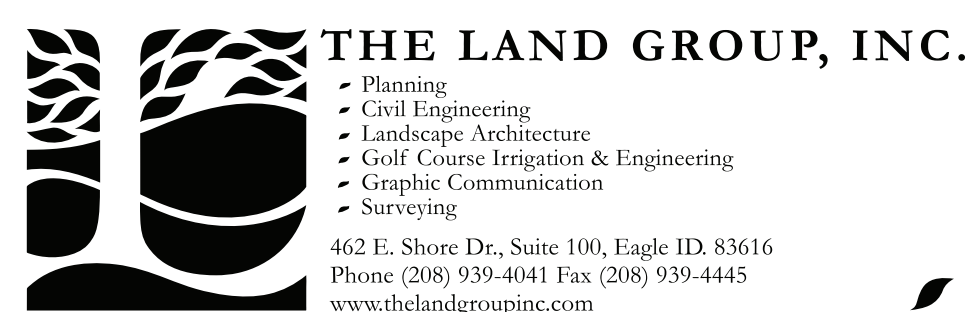 THE LAND GROUP, INC.
Planning
Civil Engineering
Landscape Architecture
Golf Course Irrigation & Engineering
Graphic Communication
Surveying
462 E. Shore Dr., Suite 100, Eagle ID. 83616
Phone (208) 939-4041 Fax (208) 939-4445
www.thelandgroupinc.com